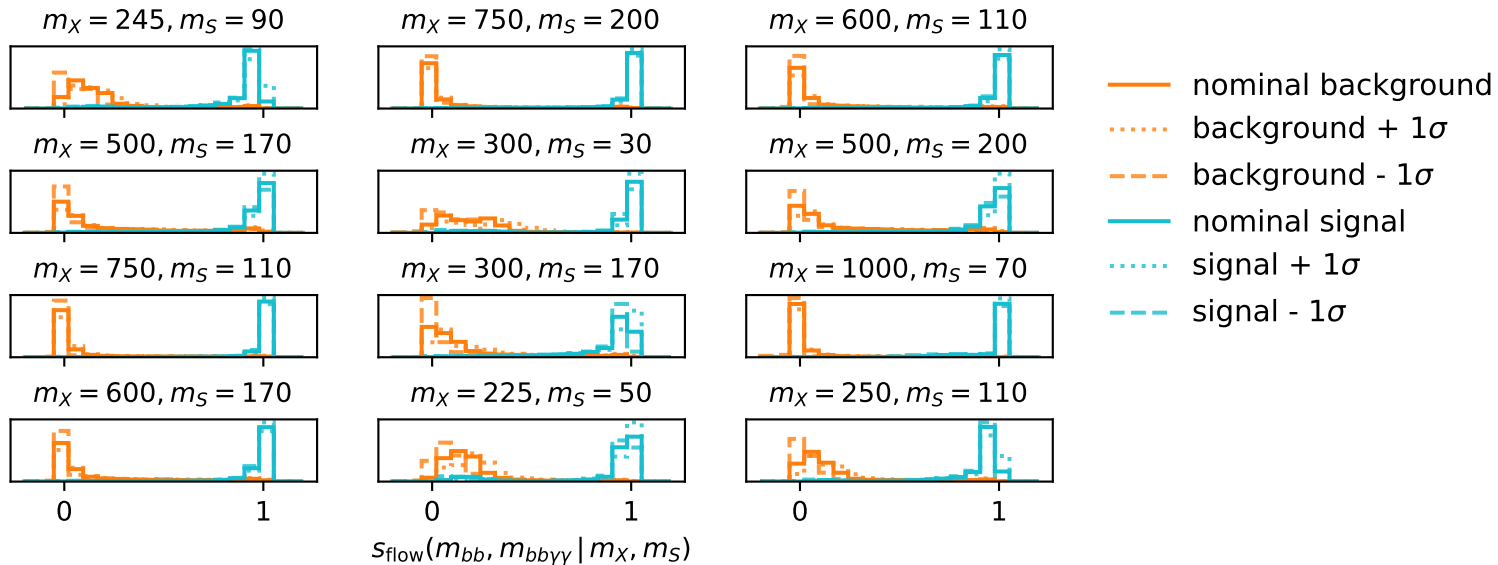 m_X = 245, m_S = 90
m_X = 750, m_S = 200
m_X = 600, m_S = 110
m_X = 500, m_S = 170
m_X = 300, m_S = 30
m_X = 500, m_S = 200
m_X = 750, m_S = 110
m_X = 300, m_S = 170
m_X = 1000, m_S = 70
m_X = 600, m_S = 170
m_X = 225, m_S = 50
m_X = 250, m_S = 110
0 1
0 1
0 1
s_flow(m_bb, m_bbγγ | m_X, m_S)
nominal background
background + 1σ
background - 1σ
nominal signal
signal + 1σ
signal - 1σ